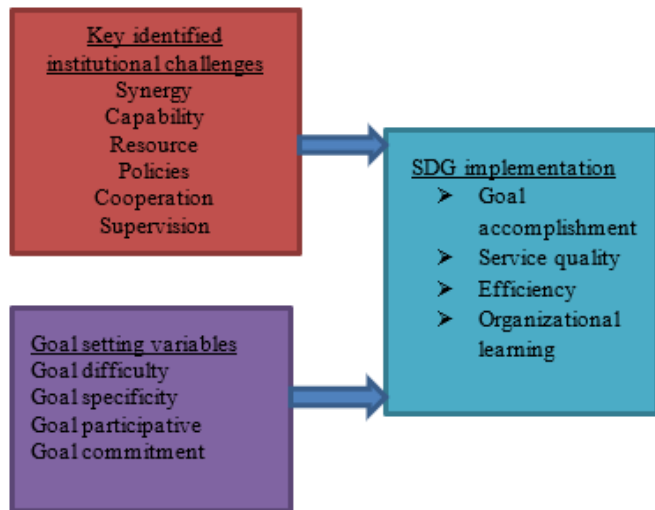 Key identified
institutional challenges
Synergy
Capability
Resource
Policies
Cooperation
Supervision
SDG implementation
➢ Goal
accomplishment
➢ Service quality
➢ Efficiency
➢ Organizational
learning
Goal setting variables
Goal difficulty
Goal specificity
Goal participative
Goal commitment